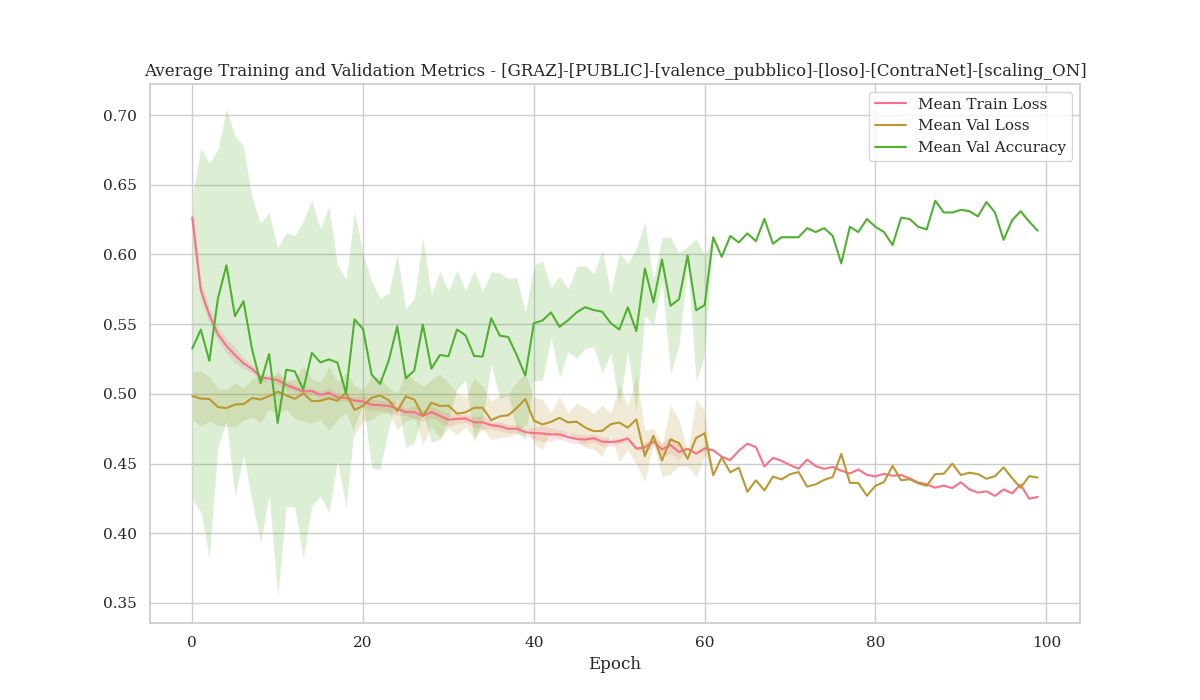 Average Training and Validation Metrics - [GRAZ]-[PUBLIC]-[valence_pubblico]-[loso]-[ContraNet]-[scaling_ON]
Mean Train Loss
Mean Val Loss
Mean Val Accuracy
0.70
0.65
0.60
0.55
0.50
0.45
0.40
0.35
0
20
40
60
80
100
Epoch